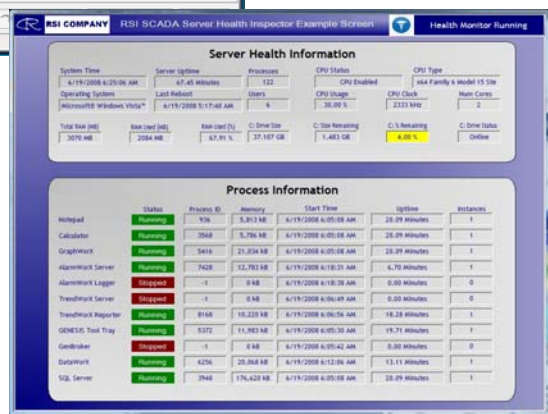 RSI COMPANY RSI SCADA Server Health Inspector Example Screen Health Monitor Running
Server Health Information
System Time Server Uptime Processes CPU Status CPU Type
6/19/2008 6:25:06 AM 67.45 Minutes 122 CPU Enabled x64 Family 6 Model 15 Ste
Operating System Last Reboot Users CPU Usage CPU Clock Num Cores
Microsoft® Windows Vista™ 6/19/2008 5:17:40 AM 6 30.00 % 2333 kHz 2
Total RAM (MB) RAM Used (MB) RAM Used (%) C: Drive Size C: Size Remaining C: % Remaining C: Drive Status
3070 MB 2084 MB 67.91 % 37.107 GB 1.483 GB 4.00 % Online
Process Information
Status Process ID Memory Start Time Uptime Instances
Notepad Running 936 5,813 kB 6/19/2008 6:05:08 AM 20.09 Minutes 1
Calculator Running 3568 5,706 kB 6/19/2008 6:05:08 AM 20.09 Minutes 1
GraphWorX Running 5416 21,034 kB 6/19/2008 6:05:08 AM 20.09 Minutes 1
AlarmWorX Server Running 7428 12,783 kB 6/19/2008 6:18:31 AM 6.70 Minutes 1
AlarmWorX Logger Stopped -1 0 kB 6/19/2008 6:18:38 AM 0.00 Minutes 0
TrendWorX Server Stopped -1 0 kB 6/19/2008 6:06:49 AM 0.00 Minutes 0
TrendWorX Reporter Running 8168 10,220 kB 6/19/2008 6:06:56 AM 18.28 Minutes 1
GENESIS Tool Tray Running 5372 11,983 kB 6/19/2008 6:05:30 AM 19.71 Minutes 1
GenBroker Stopped -1 0 kB 6/19/2008 6:05:42 AM 0.00 Minutes 0
DataWorX Running 6256 20,068 kB 6/19/2008 6:12:06 AM 13.11 Minutes 1
SQL Server Running 3948 176,620 kB 6/19/2008 6:05:08 AM 20.09 Minutes 1